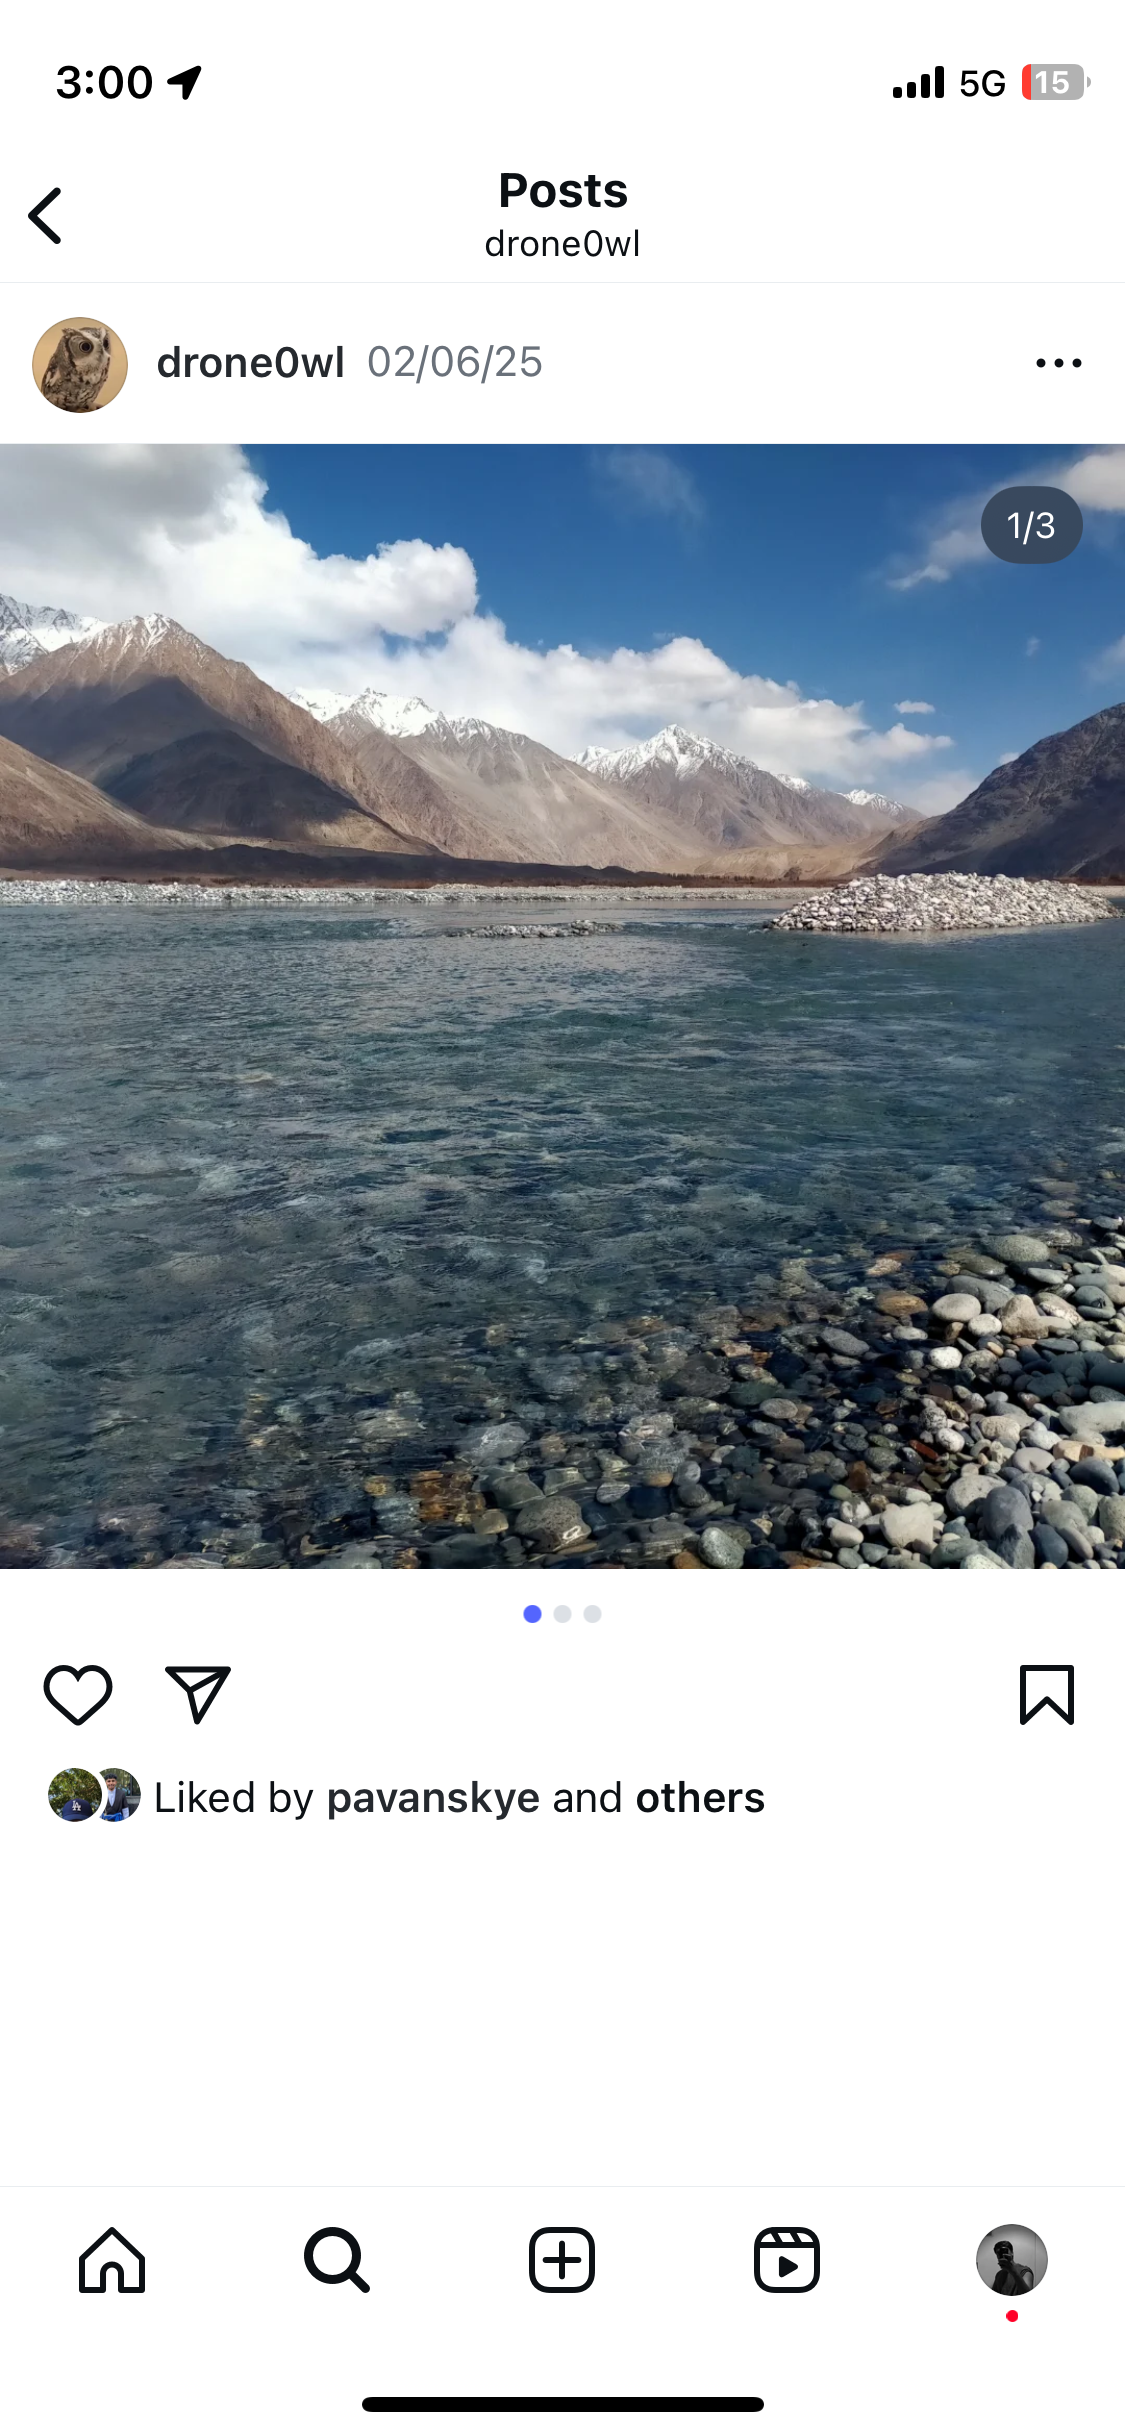 3:00 5G 15
Posts
drone0wl
drone0wl 02/06/25
1/3
Liked by pavanskye and others